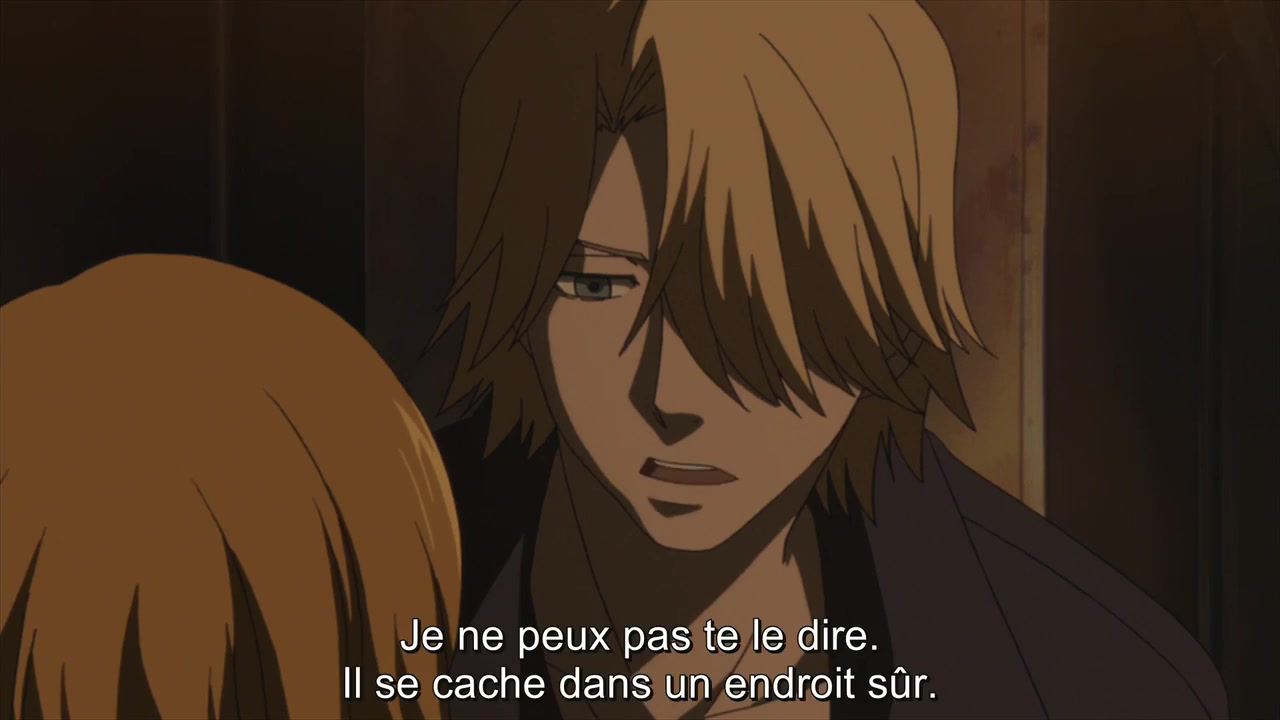 Je ne peux pas te le dire.
Il se cache dans un endroit sûr.